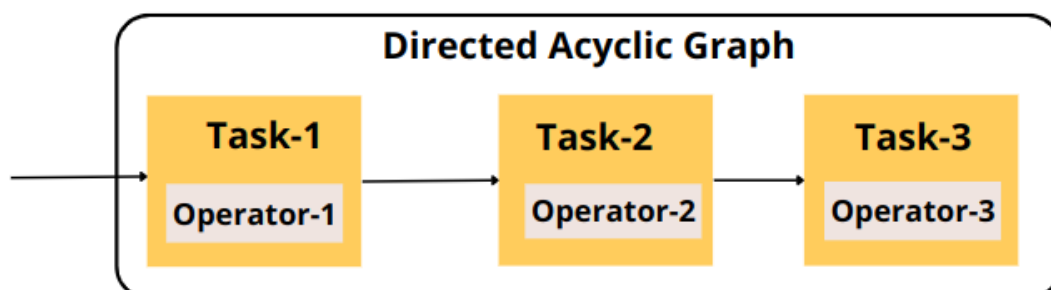 Directed Acyclic Graph
Task-1
Task-2
Task-3
Operator-1
Operator-2
Operator-3